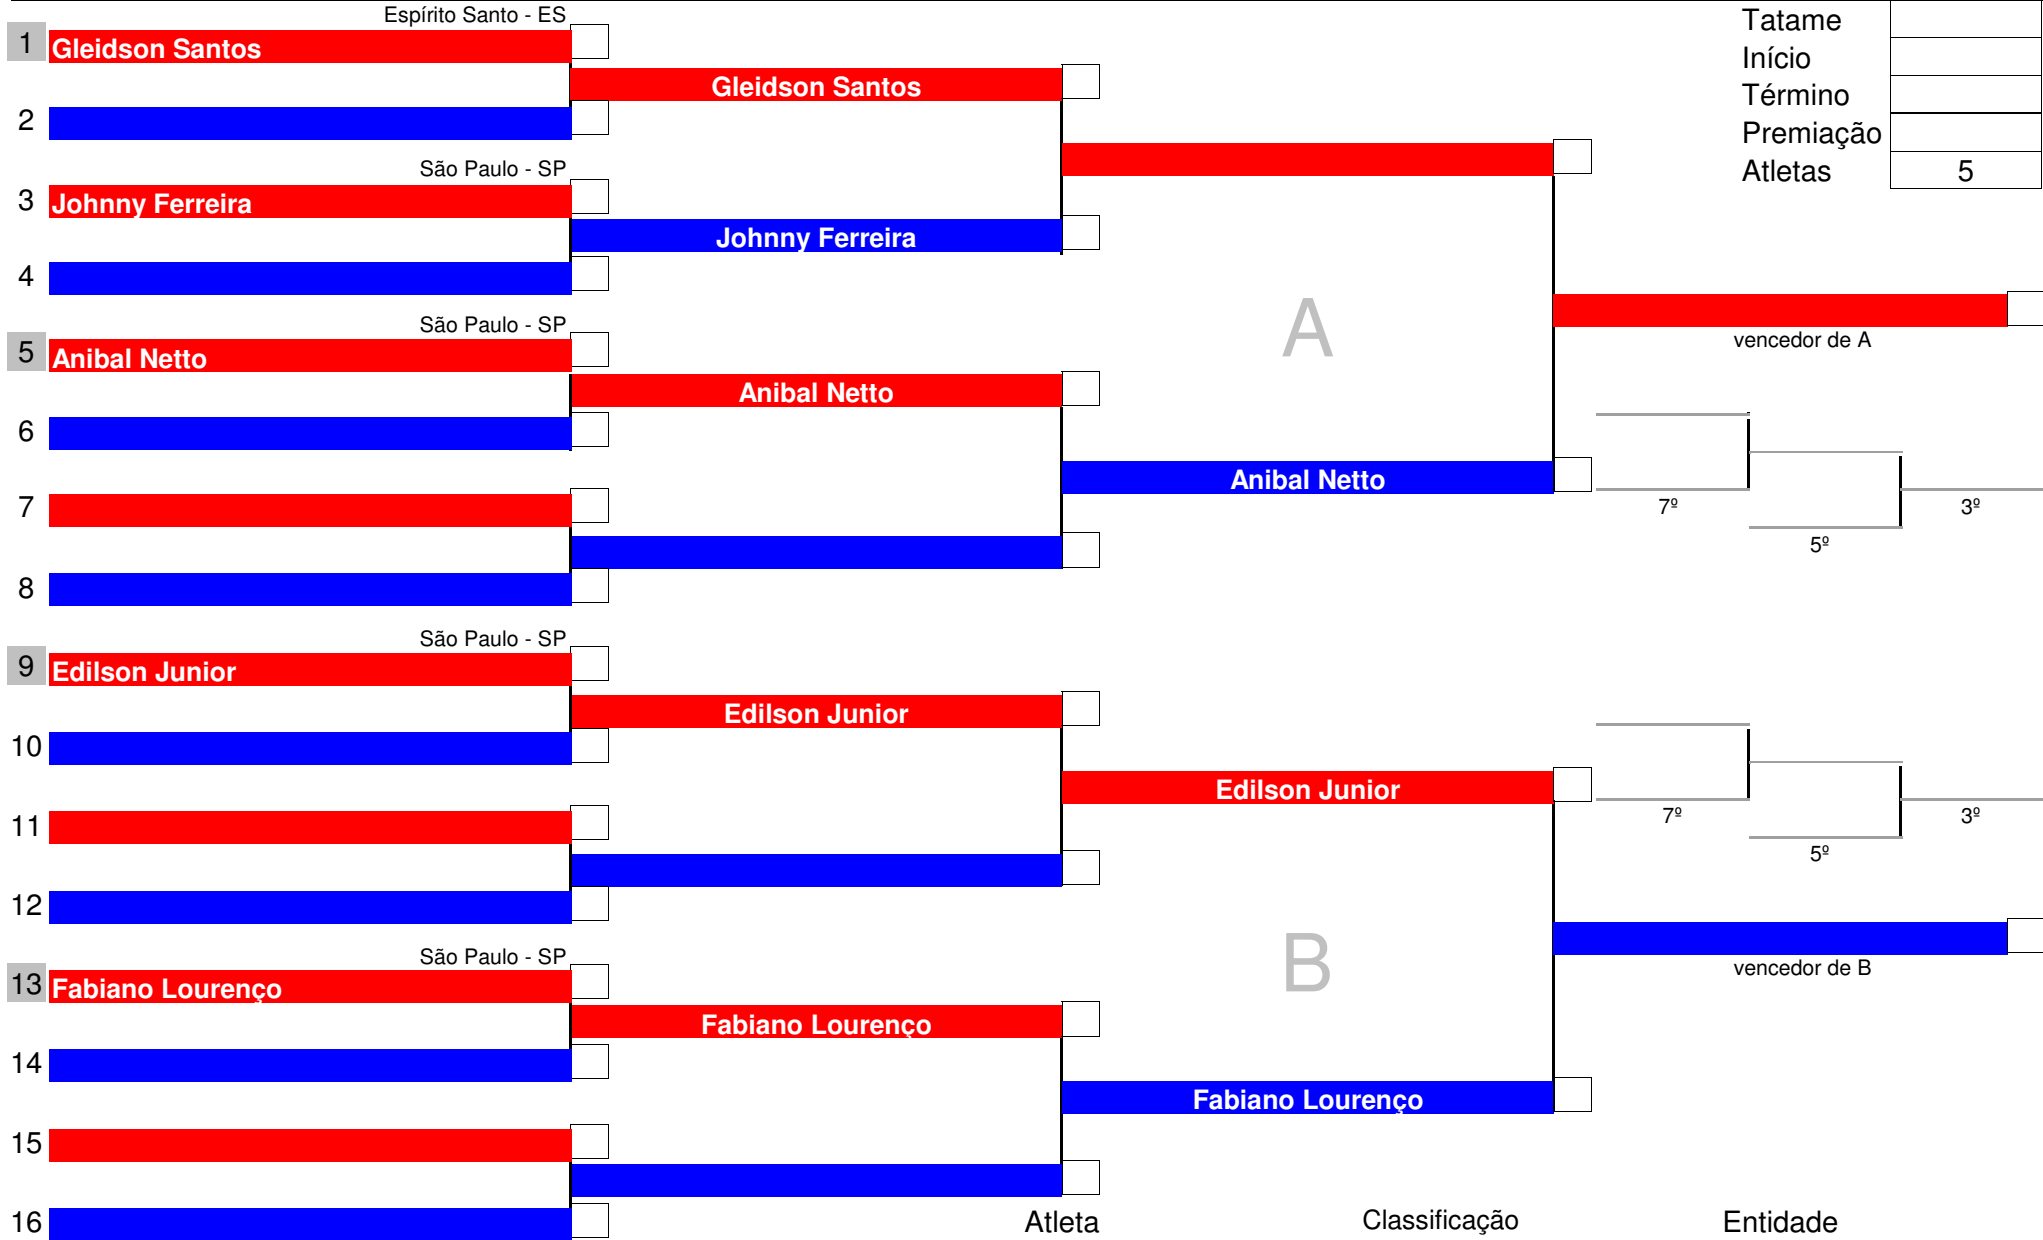 Espírito Santo - ES
1 Gleidson Santos
Gleidson Santos
2
São Paulo - SP
3 Johnny Ferreira
Johnny Ferreira
4
São Paulo - SP
5 Anibal Netto
Anibal Netto
6
Anibal Netto
7
8
A
vencedor de A
7º
3º
5º
Tatame
Início
Término
Premiação
Atletas 5
São Paulo - SP
9 Edilson Junior
Edilson Junior
10
Edilson Junior
11
12
São Paulo - SP
13 Fabiano Lourenço
Fabiano Lourenço
14
Fabiano Lourenço
15
16
B
7º
3º
5º
vencedor de B
Atleta Classificação Entidade